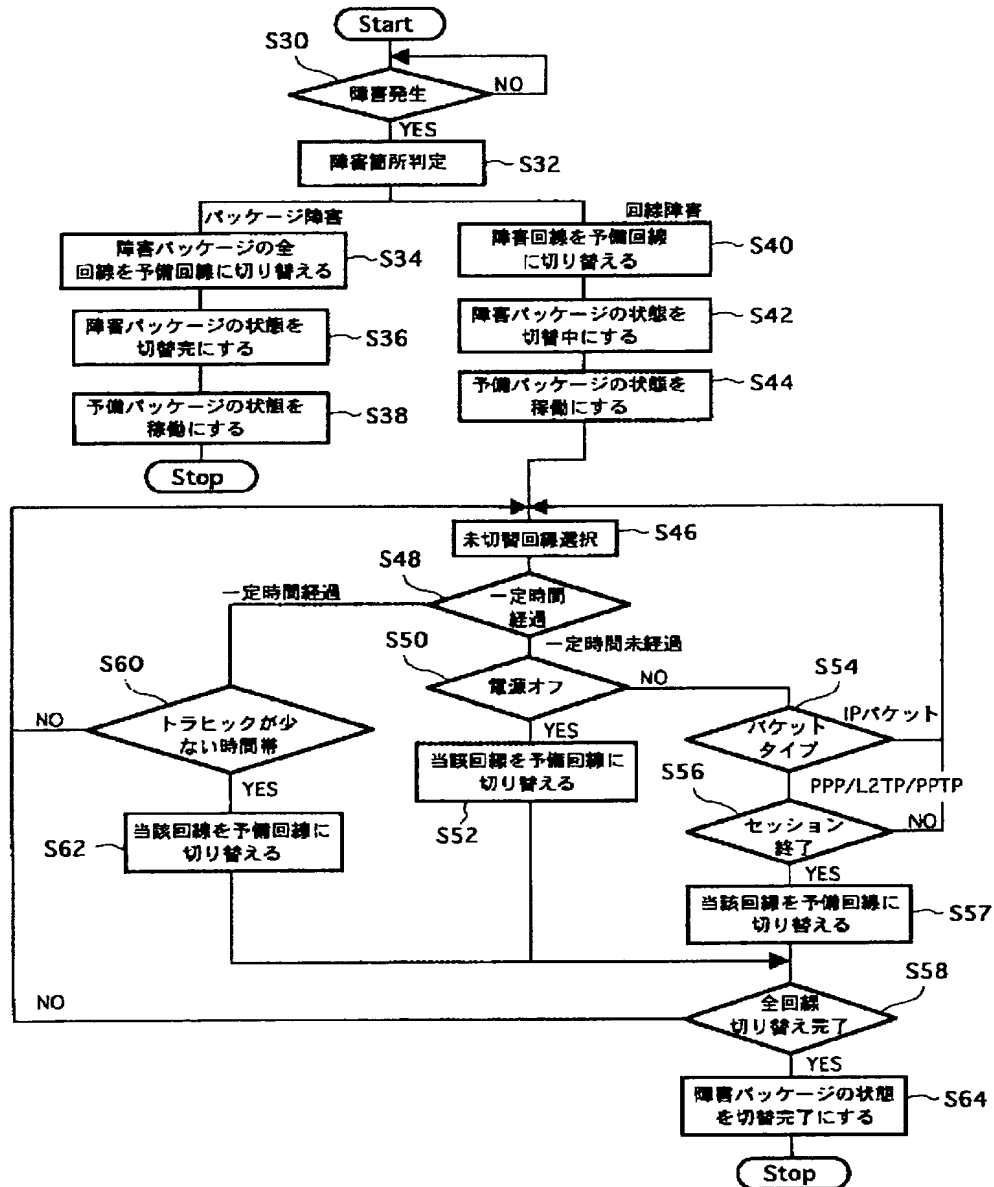 Start
S30
障害発生
NO
YES
障害箇所判定
S32
パッケージ障害
回線障害
障害パッケージの全
回線を予備回線に切り替える
S34
障害回線を予備回線
に切り替える
S40
障害パッケージの状態を
切替完にする
S36
障害パッケージの状態を
切替中にする
S42
予備パッケージの状態を
稼働にする
S38
予備パッケージの状態を
稼働にする
S44
Stop
未切替回線選択
S46
S48
一定時間
経過
一定時間経過
一定時間未経過
S50
電源オフ
NO
YES
S60
トラヒックが少
ない時間帯
NO
YES
S54
パケット
タイプ
IPパケット
PPP/L2TP/PPTP
当該回線を予備回線に
切り替える
S52
S56
セッション
終了
NO
YES
当該回線を予備回線に
切り替える
S62
当該回線を予備回線に
切り替える
S57
S58
全回線
切り替え完了
NO
YES
障害パッケージの状態
を切替完了にする
S64
Stop